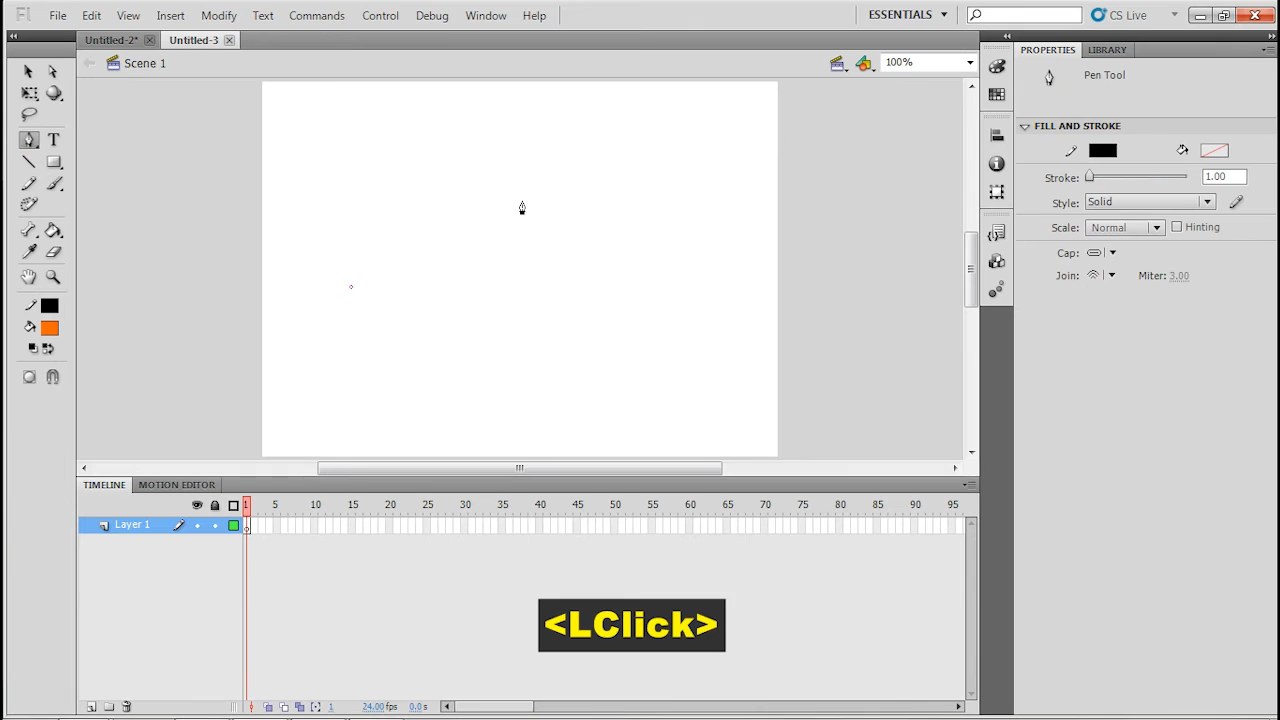 Fl File Edit View Insert Modify Text Commands Control Debug Window Help ESSENTIALS CS Live
Untitled-2* Untitled-3
Scene 1 100%
PROPERTIES LIBRARY
Pen Tool
FILL AND STROKE
Stroke: 1.00
Style: Solid
Scale: Normal Hinting
Cap:
Join: Miter: 3.00
T
TIMELINE MOTION EDITOR
1 5 10 15 20 25 30 35 40 45 50 55 60 65 70 75 80 85 90 95
Layer 1
<LClick>
1 24.00 fps 0.0 s